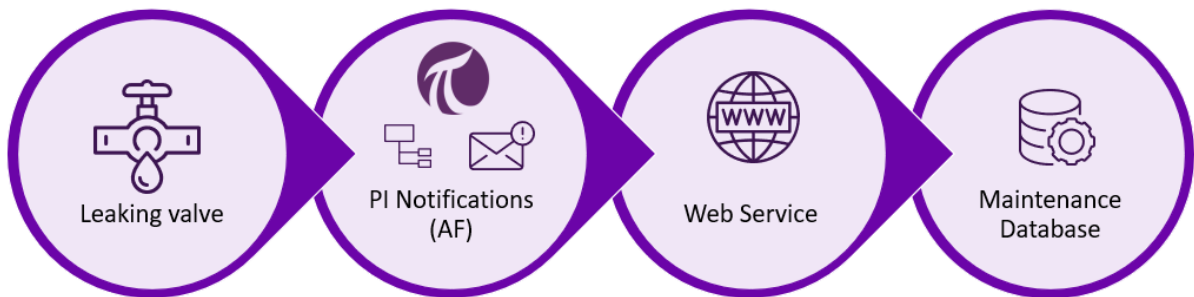 Leaking valve
PI Notifications
(AF)
WWW
Web Service
Maintenance
Database